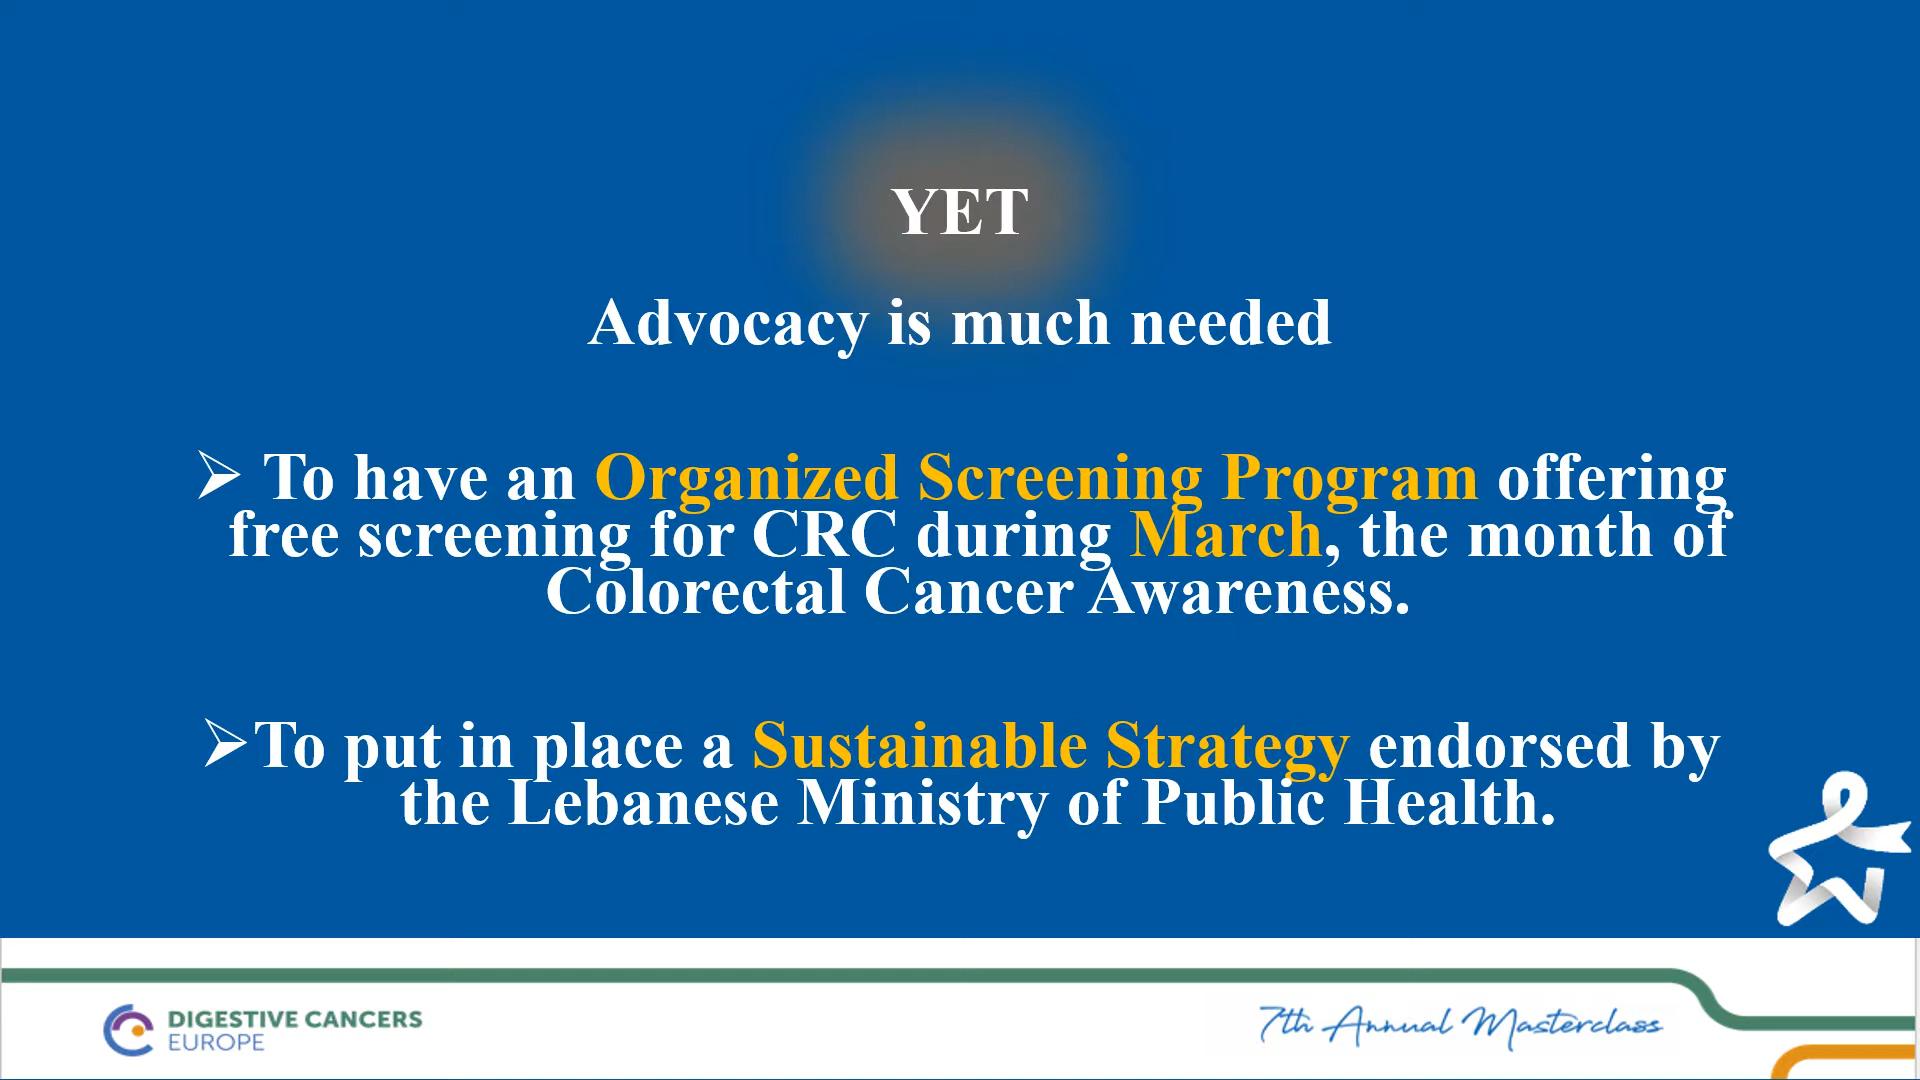 YET
Advocacy is much needed
➢ To have an Organized Screening Program offering
free screening for CRC during March, the month of
Colorectal Cancer Awareness.
➢To put in place a Sustainable Strategy endorsed by
the Lebanese Ministry of Public Health.
DIGESTIVE CANCERS
EUROPE
7th Annual Masterclass